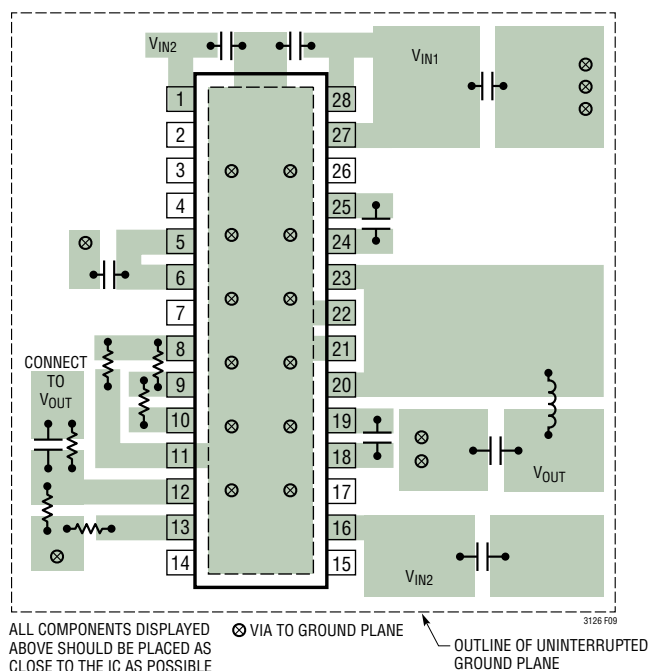 VIN2
VIN1
1
28
2
27
3
26
4
25
5
24
6
23
7
22
8
21
9
20
10
19
11
18
12
17
13
16
14
15
CONNECT
TO
VOUT
VOUT
VIN2
3126 F09
ALL COMPONENTS DISPLAYED
ABOVE SHOULD BE PLACED AS
CLOSE TO THE IC AS POSSIBLE
VIA TO GROUND PLANE
OUTLINE OF UNINTERRUPTED
GROUND PLANE